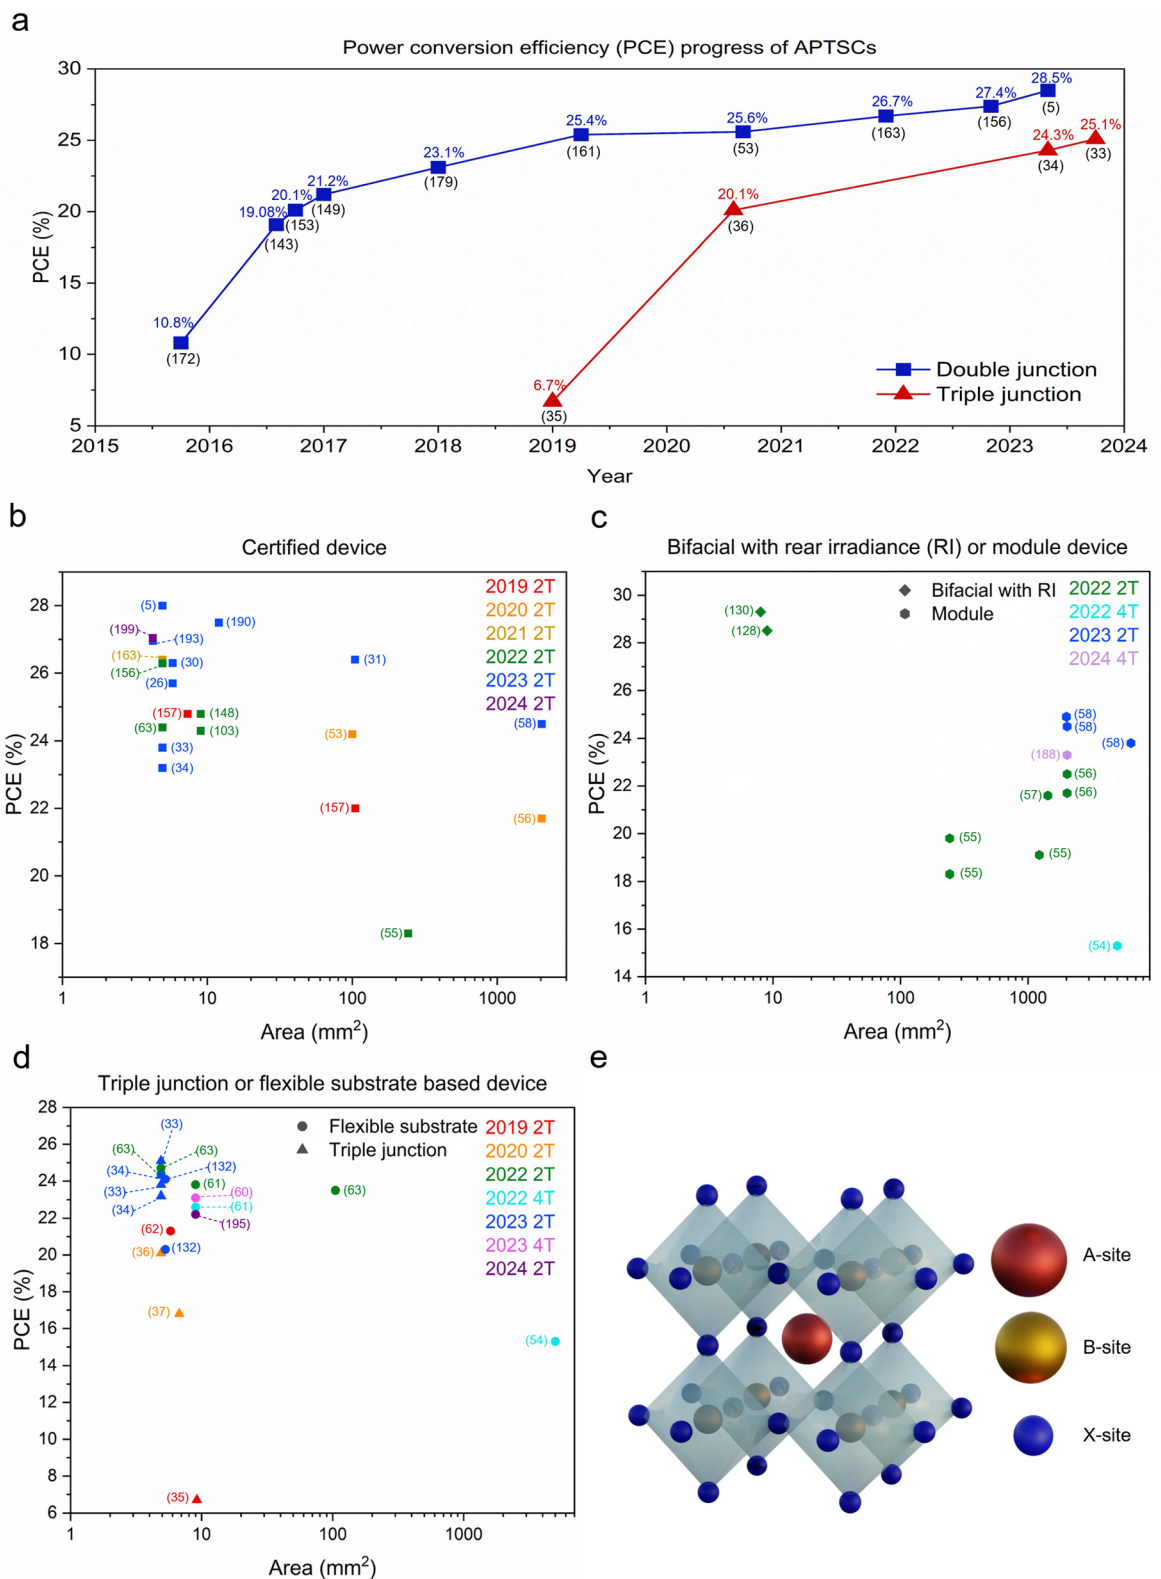 a
Power conversion efficiency (PCE) progress of APTSCs
30
25
20
15
10
5
PCE (%)
10.8%
(172)
19.08%
(143)
20.1%
(153)
21.2%
(149)
23.1%
(179)
25.4%
(161)
25.6%
(53)
26.7%
(163)
27.4%
(156)
28.5%
(5)
6.7%
(35)
20.1%
(36)
24.3%
(34)
25.1%
(33)
Double junction
Triple junction
2015 2016 2017 2018 2019 2020 2021 2022 2023 2024
Year
b
Certified device
28
26
24
22
20
18
PCE (%)
2019 2T
2020 2T
2021 2T
2022 2T
2023 2T
2024 2T
(5)
(190)
(199)
(193)
(163)
(156)
(30)
(31)
(26)
(157)
(148)
(63)
(103)
(53)
(58)
(33)
(34)
(157)
(56)
(55)
1 10 100 1000
Area (mm2)
c
Bifacial with rear irradiance (RI) or module device
30
28
26
24
22
20
18
16
14
PCE (%)
Bifacial with RI
Module
2022 2T
2022 4T
2023 2T
2024 4T
(130)
(128)
(58)
(58)
(58)
(188)
(56)
(57)
(56)
(55)
(55)
(55)
(54)
1 10 100 1000
Area (mm2)
d
Triple junction or flexible substrate based device
28
26
24
22
20
18
16
14
12
10
8
6
PCE (%)
Flexible substrate
Triple junction
2019 2T
2020 2T
2022 2T
2022 4T
2023 2T
2023 4T
2024 2T
(33)
(63)
(63)
(34)
(132)
(33)
(61)
(60)
(63)
(34)
(61)
(195)
(62)
(36)
(132)
(37)
(54)
(35)
1 10 100 1000
Area (mm2)
e
A-site
B-site
X-site